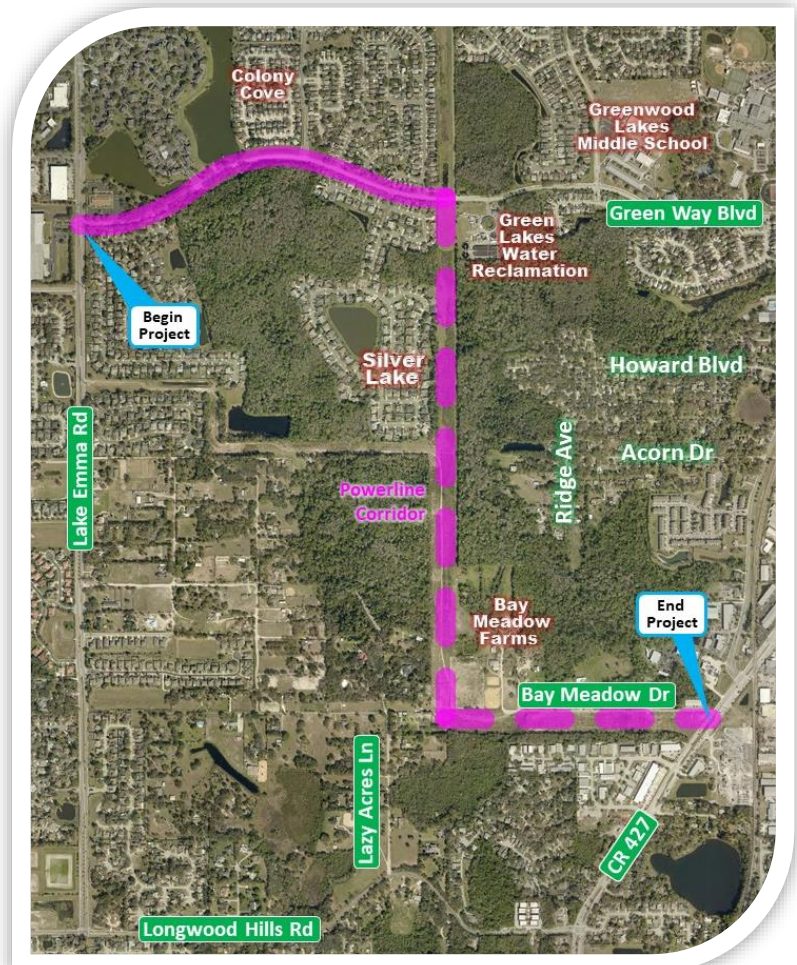 Colony
Cove
Greenwood
Lakes
Middle School
Green Way Blvd
Green
Lakes
Water
Reclamation
Begin
Project
Silver
Lake
Howard Blvd
Lake Emma Rd
Ridge Ave
Acorn Dr
Powerline
Corridor
Bay
Meadow
Farms
End
Project
Bay Meadow Dr
Lazy Acres Ln
CR 427
Longwood Hills Rd